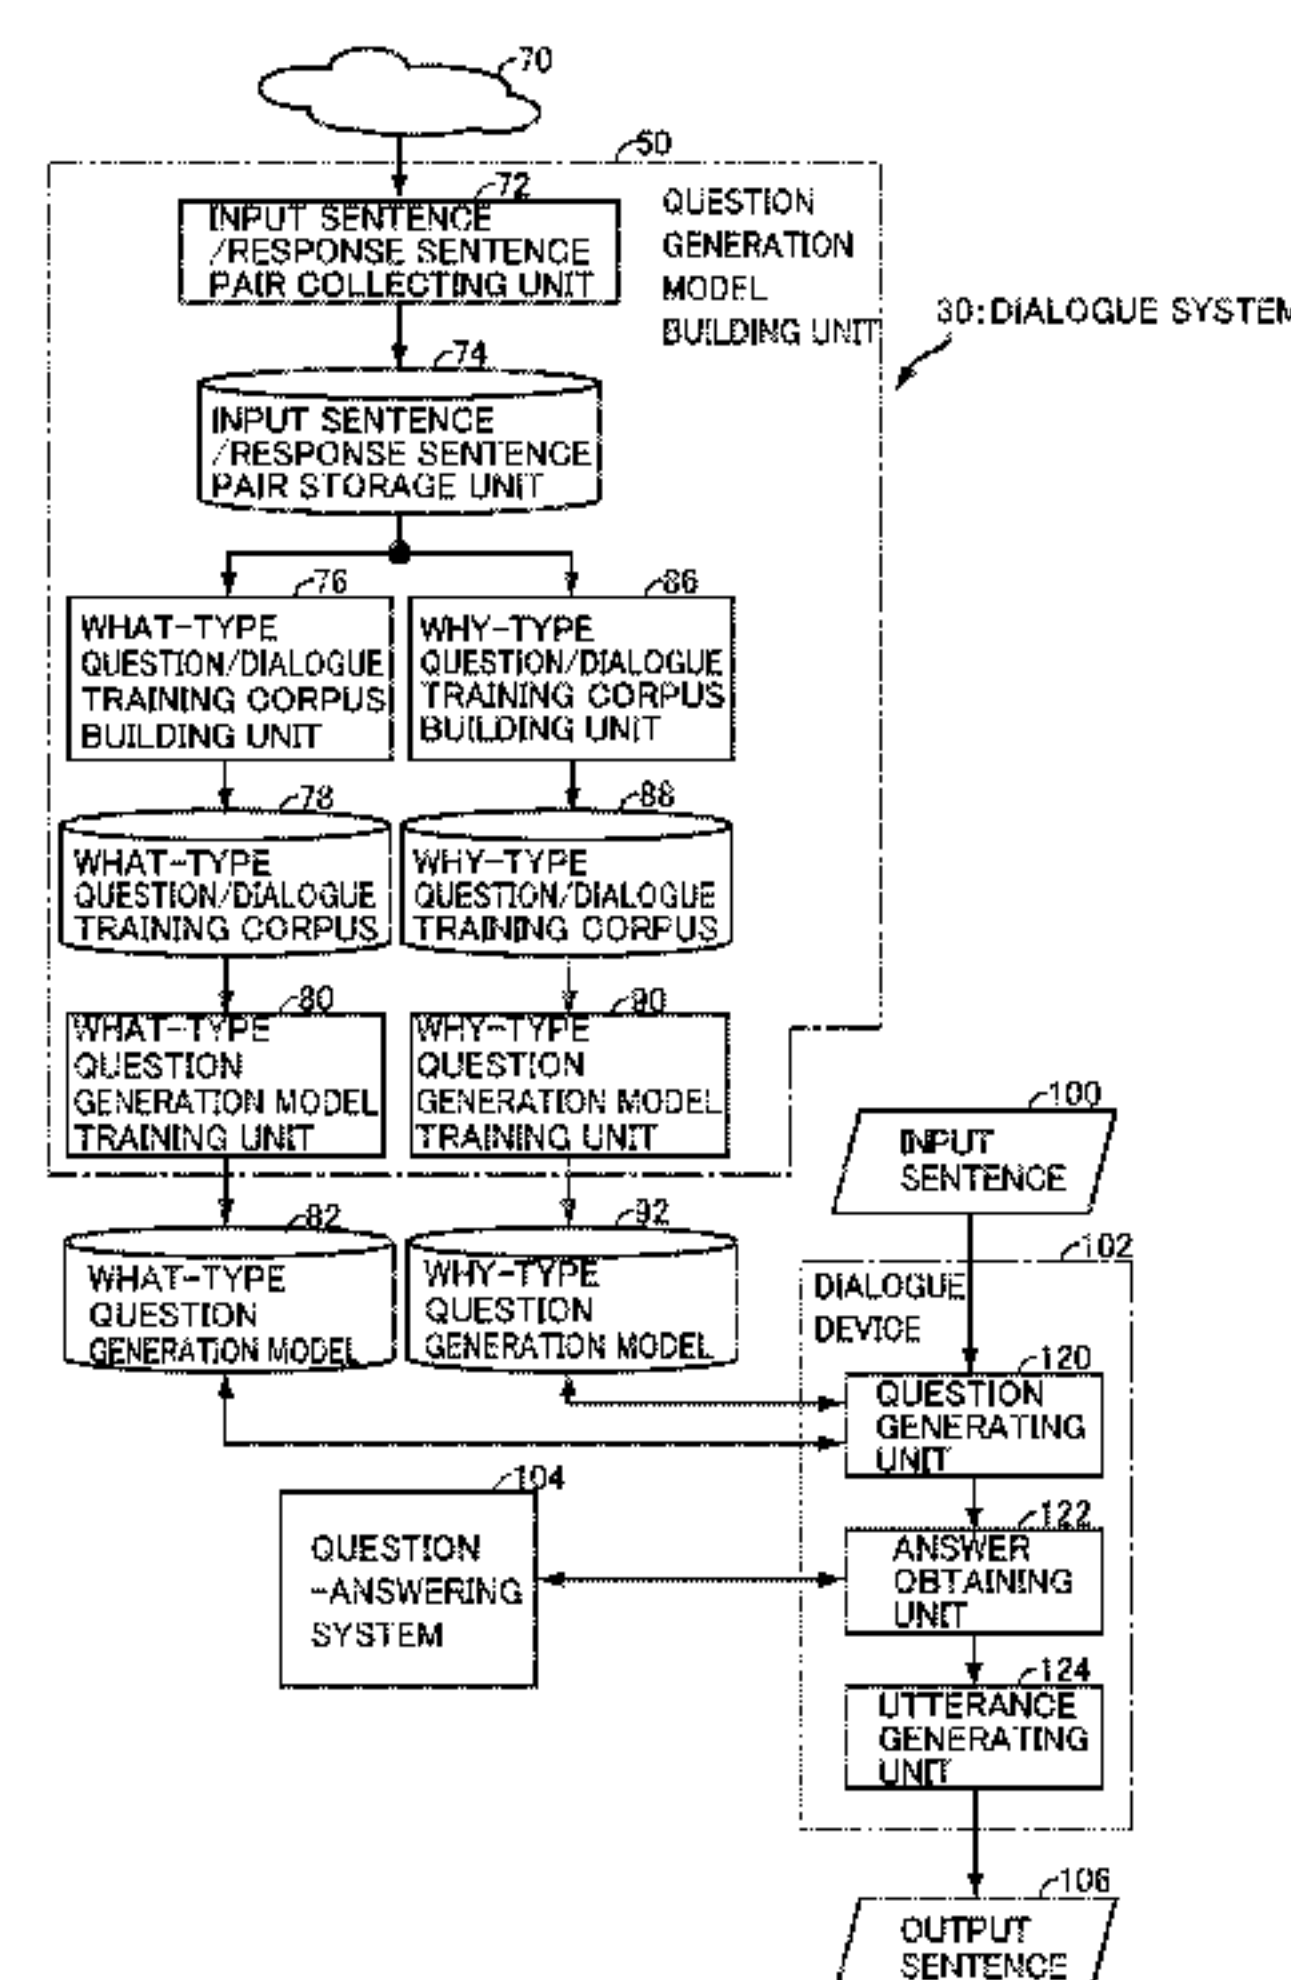 70
50
72
INPUT SENTENCE
/RESPONSE SENTENCE
PAIR COLLECTING UNIT
QUESTION
GENERATION
MODEL
BUILDING UNIT
30:DIALOGUE SYSTEM
74
INPUT SENTENCE
/RESPONSE SENTENCE
PAIR STORAGE UNIT
76
WHAT-TYPE
QUESTION/DIALOGUE
TRAINING CORPUS
BUILDING UNIT
86
WHY-TYPE
QUESTION/DIALOGUE
TRAINING CORPUS
BUILDING UNIT
78
WHAT-TYPE
QUESTION/DIALOGUE
TRAINING CORPUS
88
WHY-TYPE
QUESTION/DIALOGUE
TRAINING CORPUS
80
WHAT-TYPE
QUESTION
GENERATION MODEL
TRAINING UNIT
90
WHY-TYPE
QUESTION
GENERATION MODEL
TRAINING UNIT
82
WHAT-TYPE
QUESTION
GENERATION MODEL
92
WHY-TYPE
QUESTION
GENERATION MODEL
100
INPUT
SENTENCE
102
DIALOGUE
DEVICE
120
QUESTION
GENERATING
UNIT
104
QUESTION
-ANSWERING
SYSTEM
122
ANSWER
OBTAINING
UNIT
124
UTTERANCE
GENERATING
UNIT
106
OUTPUT
SENTENCE